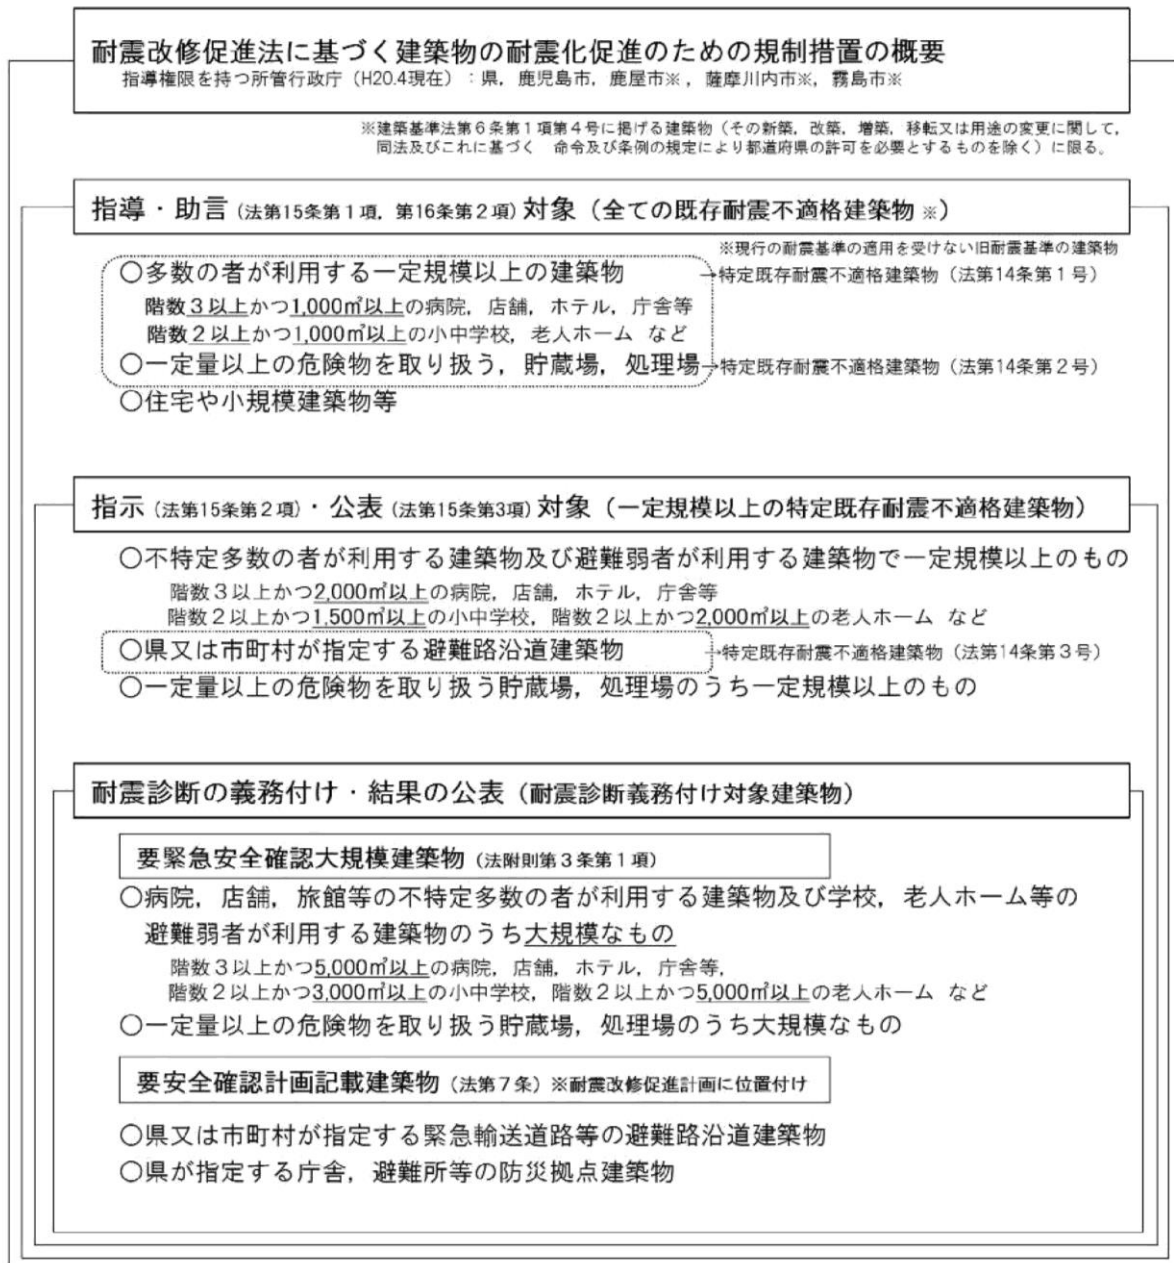 耐震改修促進法に基づく建築物の耐震化促進のための規制措置の概要
指導権限を持つ所管行政庁（H20.4現在）：県，鹿児島市，鹿屋市※，薩摩川内市※，霧島市※
※建築基準法第６条第１項第４号に掲げる建築物（その新築，改築，増築，移転又は用途の変更に関して，
同法及びこれに基づく　命令及び条例の規定により都道府県の許可を必要とするものを除く）に限る。
指導・助言（法第15条第１項，第16条第２項）対象（全ての既存耐震不適格建築物※）
※現行の耐震基準の適用を受けない旧耐震基準の建築物
○多数の者が利用する一定規模以上の建築物→特定既存耐震不適格建築物（法第14条第１号）
階数３以上かつ1,000㎡以上の病院，店舗，ホテル，庁舎等
階数２以上かつ1,000㎡以上の小中学校，老人ホーム など
○一定量以上の危険物を取り扱う，貯蔵場，処理場→特定既存耐震不適格建築物（法第14条第２号）
○住宅や小規模建築物等
指示（法第15条第２項）・公表（法第15条第3項）対象（一定規模以上の特定既存耐震不適格建築物）
○不特定多数の者が利用する建築物及び避難弱者が利用する建築物で一定規模以上のもの
階数３以上かつ2,000㎡以上の病院，店舗，ホテル，庁舎等
階数２以上かつ1,500㎡以上の小中学校，階数２以上かつ2,000㎡以上の老人ホーム など
○県又は市町村が指定する避難路沿道建築物→特定既存耐震不適格建築物（法第14条第３号）
○一定量以上の危険物を取り扱う貯蔵場，処理場のうち一定規模以上のもの
耐震診断の義務付け・結果の公表（耐震診断義務付け対象建築物）
要緊急安全確認大規模建築物（法附則第３条第１項）
○病院，店舗，旅館等の不特定多数の者が利用する建築物及び学校，老人ホーム等の
避難弱者が利用する建築物のうち大規模なもの
階数３以上かつ5,000㎡以上の病院，店舗，ホテル，庁舎等，
階数２以上かつ3,000㎡以上の小中学校，階数２以上かつ5,000㎡以上の老人ホーム など
○一定量以上の危険物を取り扱う貯蔵場，処理場のうち大規模なもの
要安全確認計画記載建築物（法第７条）※耐震改修促進計画に位置付け
○県又は市町村が指定する緊急輸送道路等の避難路沿道建築物
○県が指定する庁舎，避難所等の防災拠点建築物